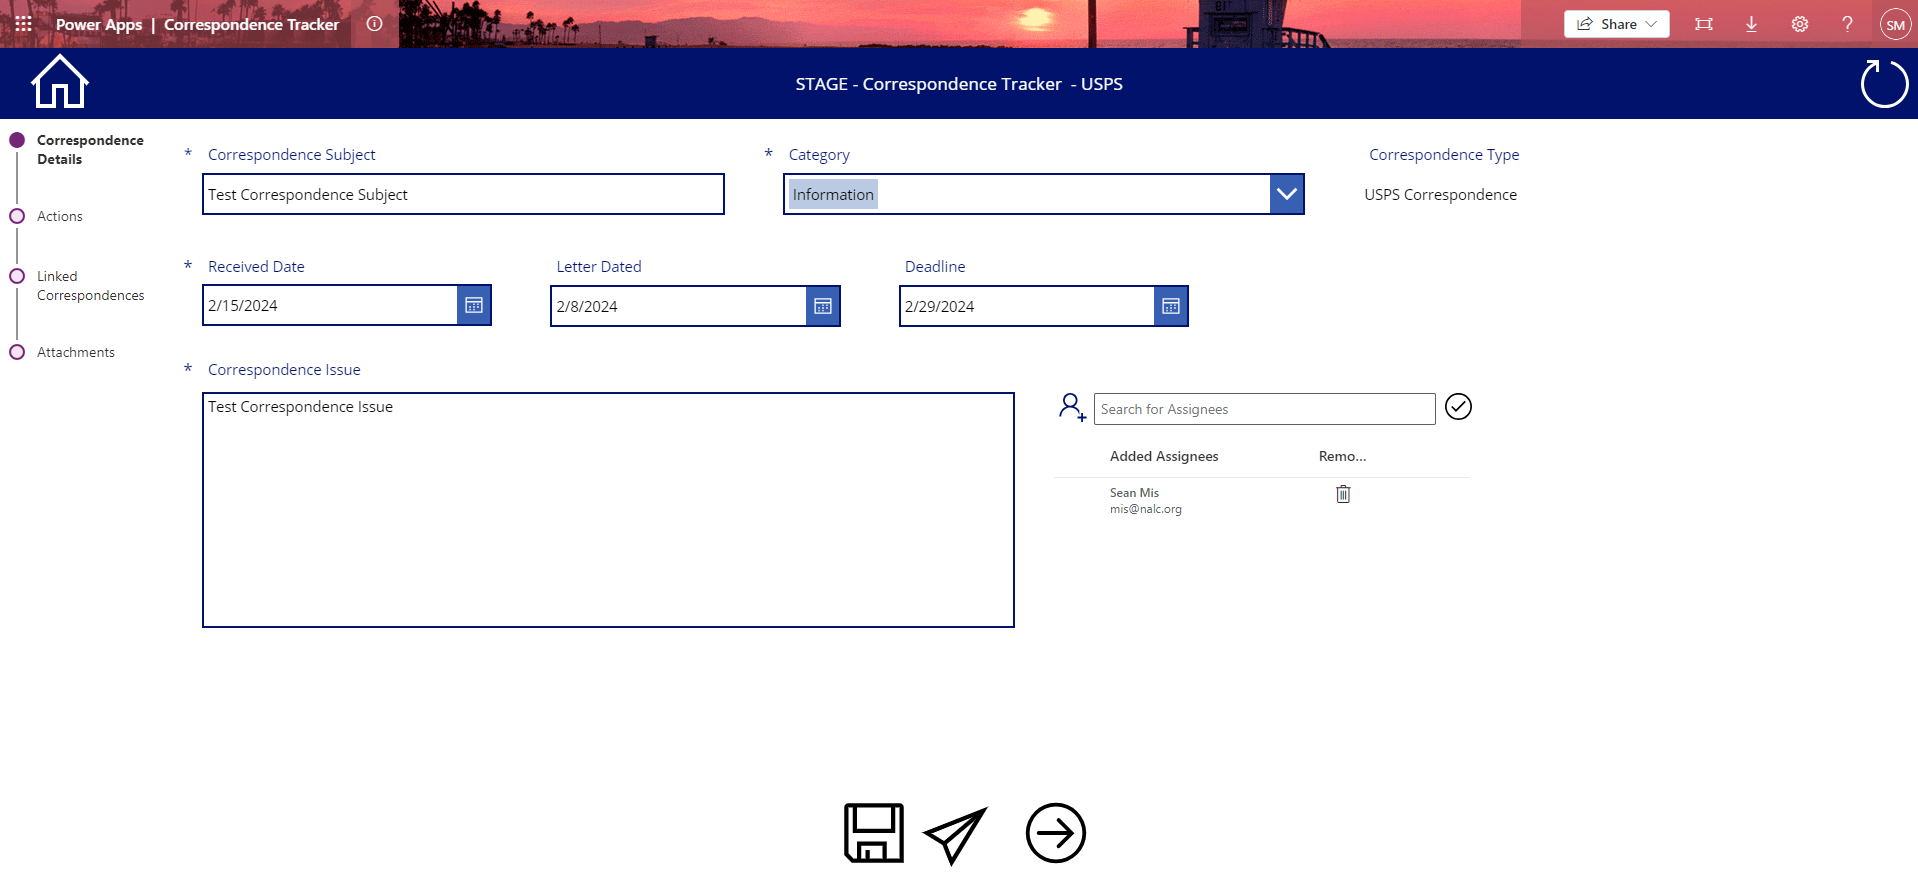 Power Apps | Correspondence Tracker
Share
SM
STAGE - Correspondence Tracker - USPS
Correspondence
Details
Actions
Linked
Correspondences
Attachments
* Correspondence Subject
Test Correspondence Subject
* Category
Information
Correspondence Type
USPS Correspondence
* Received Date
2/15/2024
Letter Dated
2/8/2024
Deadline
2/29/2024
* Correspondence Issue
Test Correspondence Issue
Search for Assignees
Added Assignees Remo...
Sean Mis
mis@nalc.org